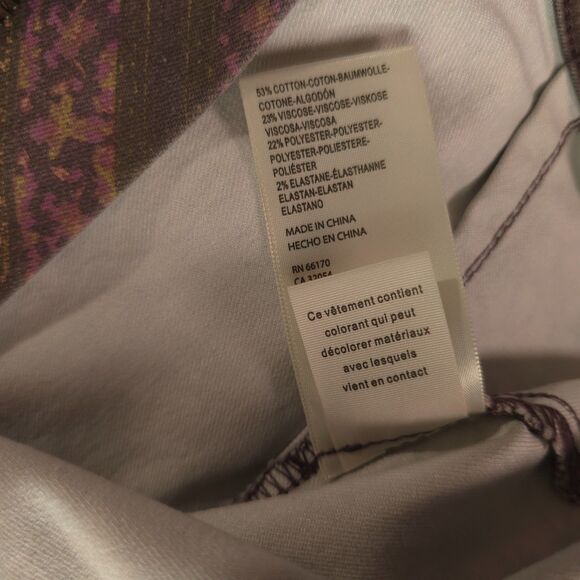 53% COTTON-COTON-BAUMWOLLE-
COTONE-ALGODÓN
23% VISCOSE-VISCOSE-VISKOSE
VISCOSA-VISCOSA
22% POLYESTER-POLYESTER-
POLYESTER-POLIESTERE-
POLIÉSTER
2% ELASTANE-ÉLASTHANNE
ELASTAN-ELASTAN
ELASTANO
MADE IN CHINA
HECHO EN CHINA
RN 66170
CA 32054
Ce vêtement contient
colorant qui peut
décolorer matériaux
avec lesquels
vient en contact